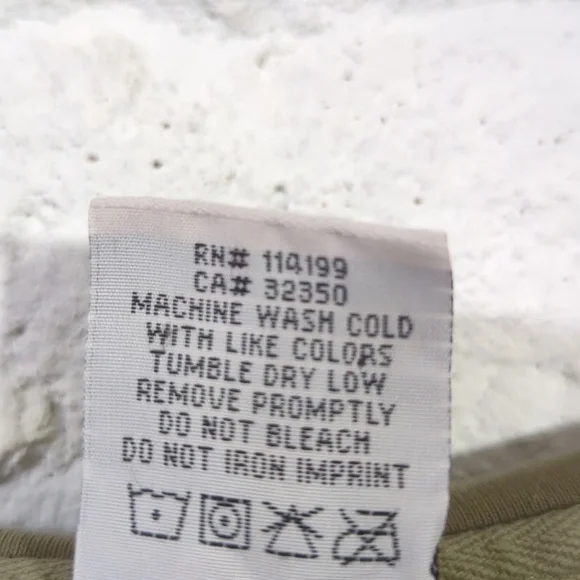 RN# 114199
CA# 32350
MACHINE WASH COLD
WITH LIKE COLORS
TUMBLE DRY LOW
REMOVE PROMPTLY
DO NOT BLEACH
DO NOT IRON IMPRINT